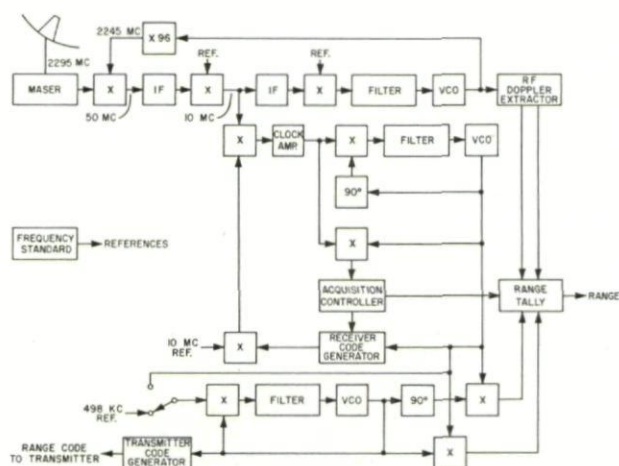 2245 MC
X 96
2295 MC
REF.
REF.
MASER
X
IF
X
IF
X
FILTER
VCO
RF
DOPPLER
EXTRACTOR
50 MC
10 MC
X
CLOCK
AMR
X
FILTER
VCO
90°
FREQUENCY
STANDARD
REFERENCES
X
ACQUISITION
CONTROLLER
RANGE
TALLY
RANGE
10 MC
REF.
X
RECEIVER
CODE
GENERATOR
498 KC
REF.
X
FILTER
VCO
90°
X
RANGE CODE
TO TRANSMITTER
TRANSMITTER
CODE
GENERATOR
X